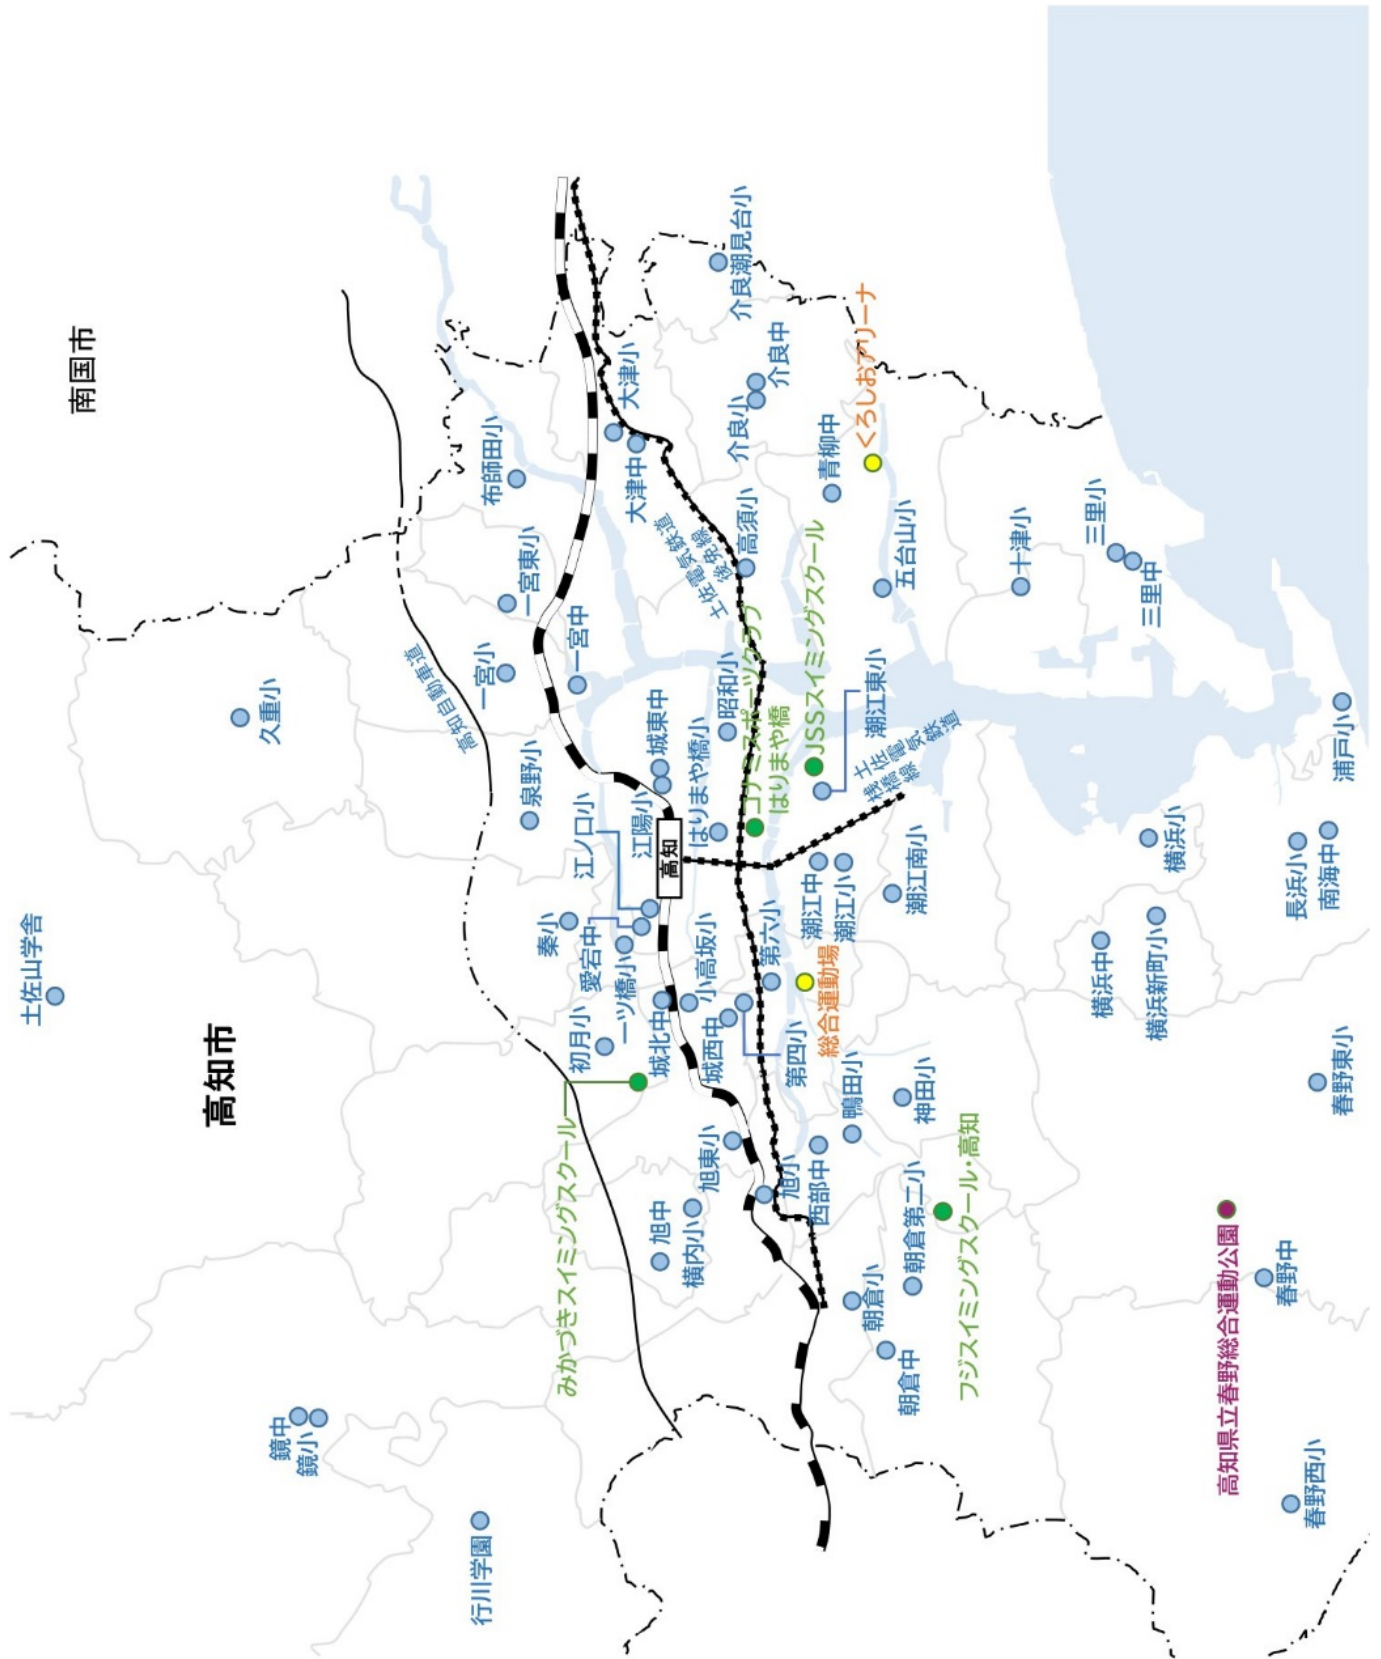 土佐山学舎
高知市
南国市
鏡中
鏡小
行川学園
久重小
高知自動車道
布師田小
一宮東小
一宮小
一宮中
泉野小
秦小
愛宕中
江ノ口小
一ツ橋小
初月小
城北中
みかづきスイミングスクール
江陽小
城東中
高知
はりまや橋小
昭和小
小高坂小
城西中
第四小
第六小
旭東小
旭中
横内小
旭小
大津小
大津中
土佐電気鉄道
後免線
高須小
介良潮見台小
介良中
介良小
青柳中
くろしおアリーナ
五台山小
コナミスポーツクラブ
はりまや橋
JSSスイミングスクール
潮江東小
土佐電気鉄道
桟橋線
潮江中
潮江小
潮江南小
総合運動場
鴨田小
神田小
西部中
朝倉第二小
朝倉小
朝倉中
フジスイミングスクール・高知
十津小
三里小
三里中
浦戸小
横浜小
横浜新町小
横浜中
長浜小
南海中
春野東小
高知県立春野総合運動公園
春野中
春野西小